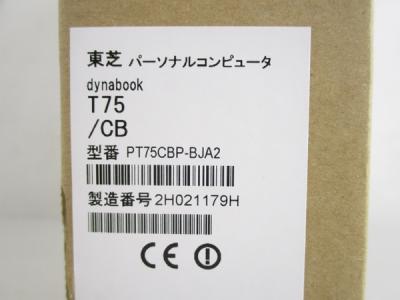 東芝 パーソナルコンピュータ
dynabook
T75
/CB
型番 PT75CBP-BJA2
製造番号 2H021179H
CE